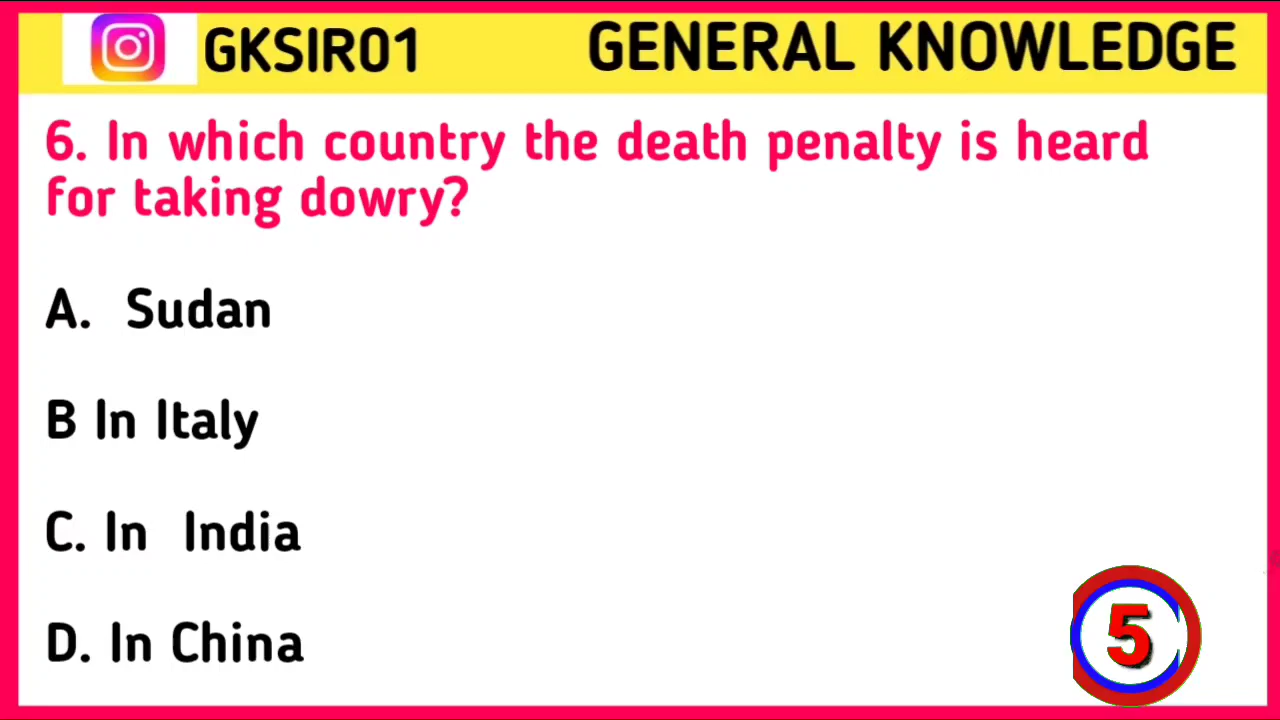 GKSIR01 GENERAL KNOWLEDGE
6. In which country the death penalty is heard
for taking dowry?
A. Sudan
B In Italy
C. In India
D. In China
5